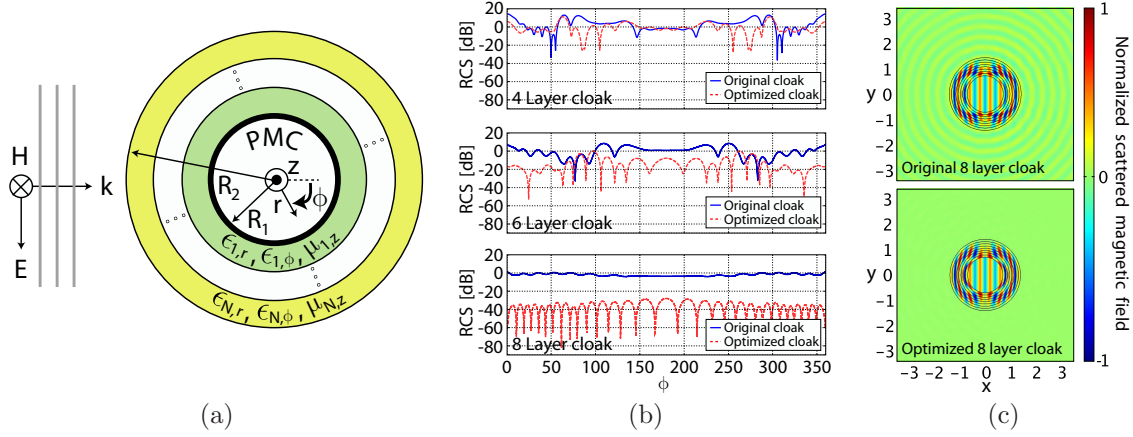 H
k
E
PMC
z
R₂
r
ϕ
R₁
ϵ₁,r, ϵ₁,ϕ, μ₁,z
ϵN,r, ϵN,ϕ, μN,z
(a)
RCS [dB]
20
0
-20
-40
-60
-80
Original cloak
Optimized cloak
4 Layer cloak
RCS [dB]
20
0
-20
-40
-60
-80
Original cloak
Optimized cloak
6 Layer cloak
RCS [dB]
20
0
-20
-40
-60
-80
Original cloak
Optimized cloak
8 Layer cloak
0 50 100 150 200 250 300 350
ϕ
(b)
3
2
1
y 0
-1
-2
-3
Original 8 layer cloak
3
2
1
y 0
-1
-2
-3
Optimized 8 layer cloak
-3 -2 -1 0 1 2 3
x
1
0
-1
Normalized scattered magnetic field
(c)